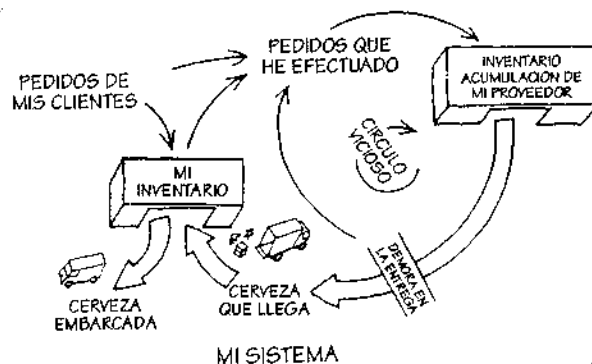 PEDIDOS QUE
HE EFECTUADO
INVENTARIO
ACUMULACION DE
MI PROVEEDOR
PEDIDOS DE
MIS CLIENTES
CIRCULO
VICIOSO
MI
INVENTARIO
DEMORA EN
LA ENTREGA
CERVEZA
EMBARCADA
CERVEZA
QUE LLEGA
MI SISTEMA